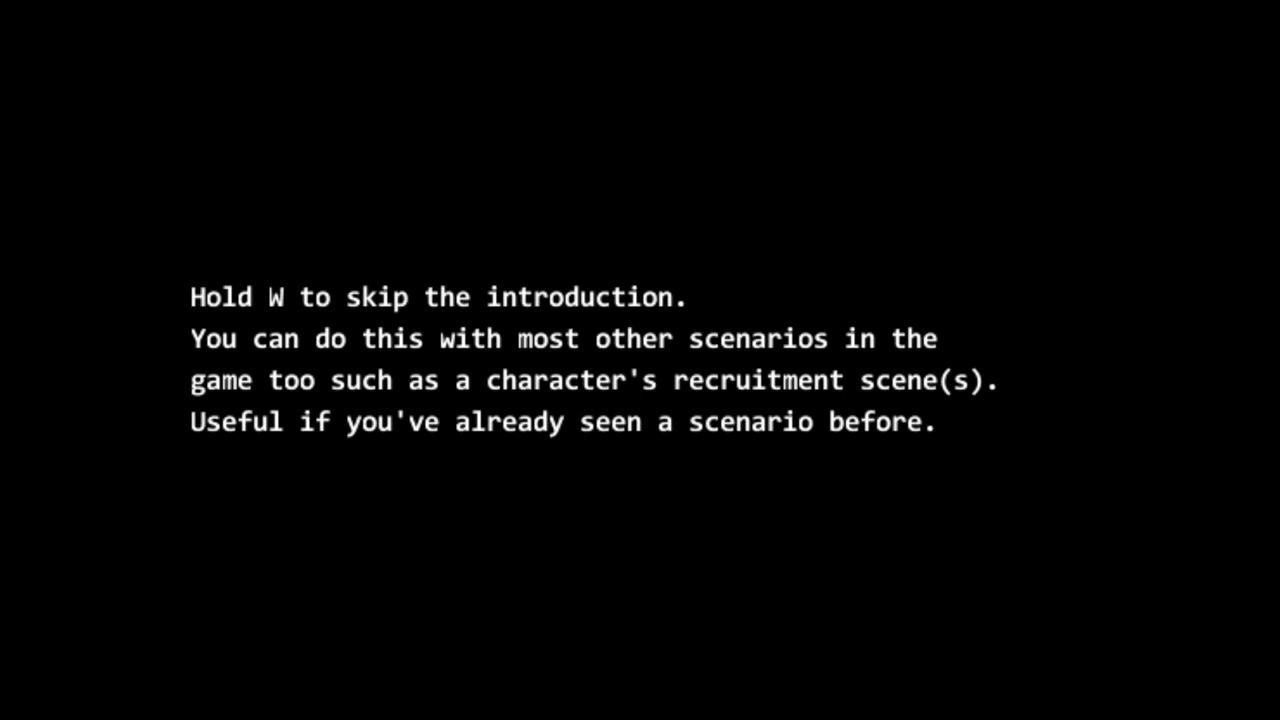 Hold W to skip the introduction.
You can do this with most other scenarios in the
game too such as a character's recruitment scene(s).
Useful if you've already seen a scenario before.